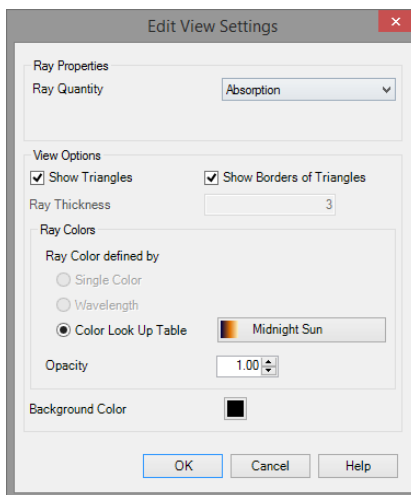 Edit View Settings
Ray Properties
Ray Quantity Absorption
View Options
Show Triangles Show Borders of Triangles
Ray Thickness 3
Ray Colors
Ray Color defined by
Single Color
Wavelength
Color Look Up Table Midnight Sun
Opacity 1.00
Background Color
OK Cancel Help